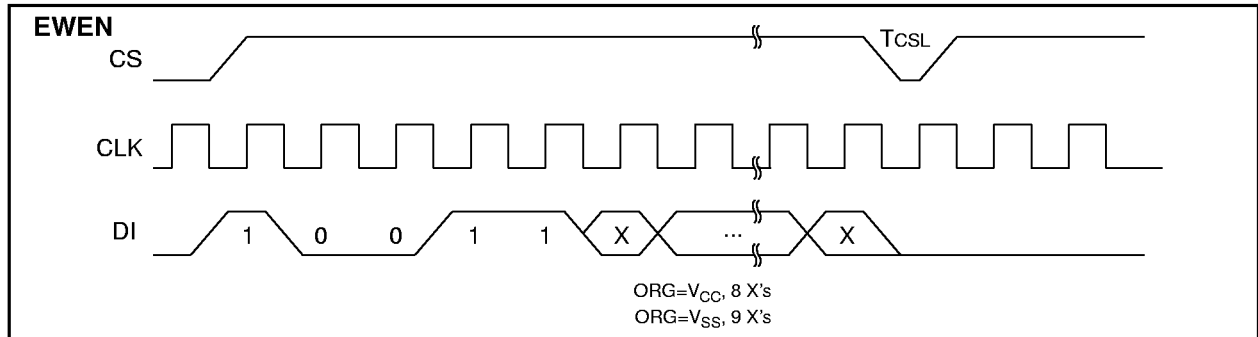 EWEN
CS
TCSL
CLK
DI 1 0 0 1 1 X ... X
ORG=VCC, 8 X's
ORG=VSS, 9 X's